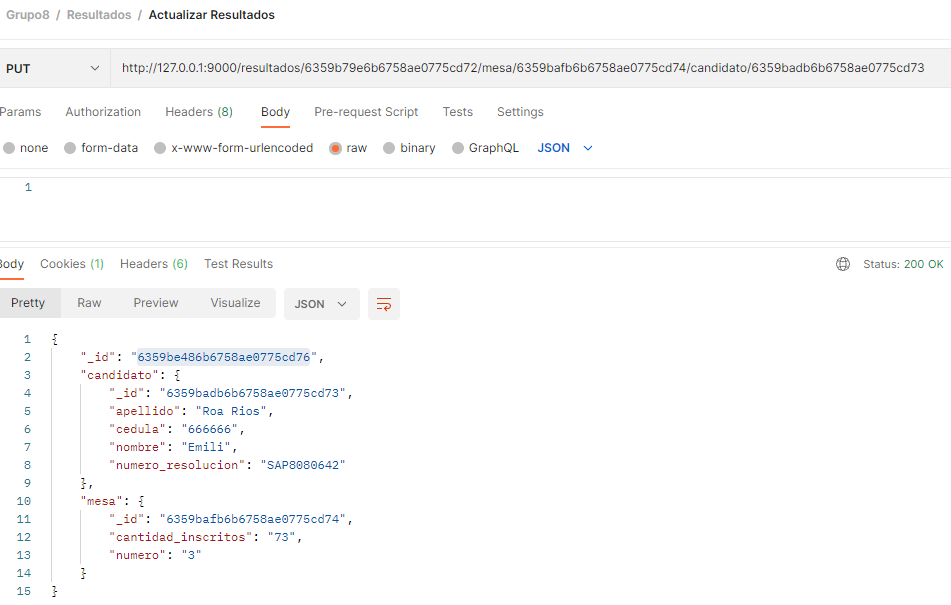 Grupo8 / Resultados / Actualizar Resultados
PUT http://127.0.0.1:9000/resultados/6359b79e6b6758ae0775cd72/mesa/6359bafb6b6758ae0775cd74/candidato/6359badb6b6758ae0775cd73
Params Authorization Headers (8) Body Pre-request Script Tests Settings
none form-data x-www-form-urlencoded raw binary GraphQL JSON
1
Body Cookies (1) Headers (6) Test Results Status: 200 OK
Pretty Raw Preview Visualize JSON
1 {
2 "_id": "6359be486b6758ae0775cd76",
3 "candidato": {
4 "_id": "6359badb6b6758ae0775cd73",
5 "apellido": "Roa Rios",
6 "cedula": "666666",
7 "nombre": "Emili",
8 "numero_resolucion": "SAP8080642"
9 },
10 "mesa": {
11 "_id": "6359bafb6b6758ae0775cd74",
12 "cantidad_inscritos": "73",
13 "numero": "3"
14 }
15 }